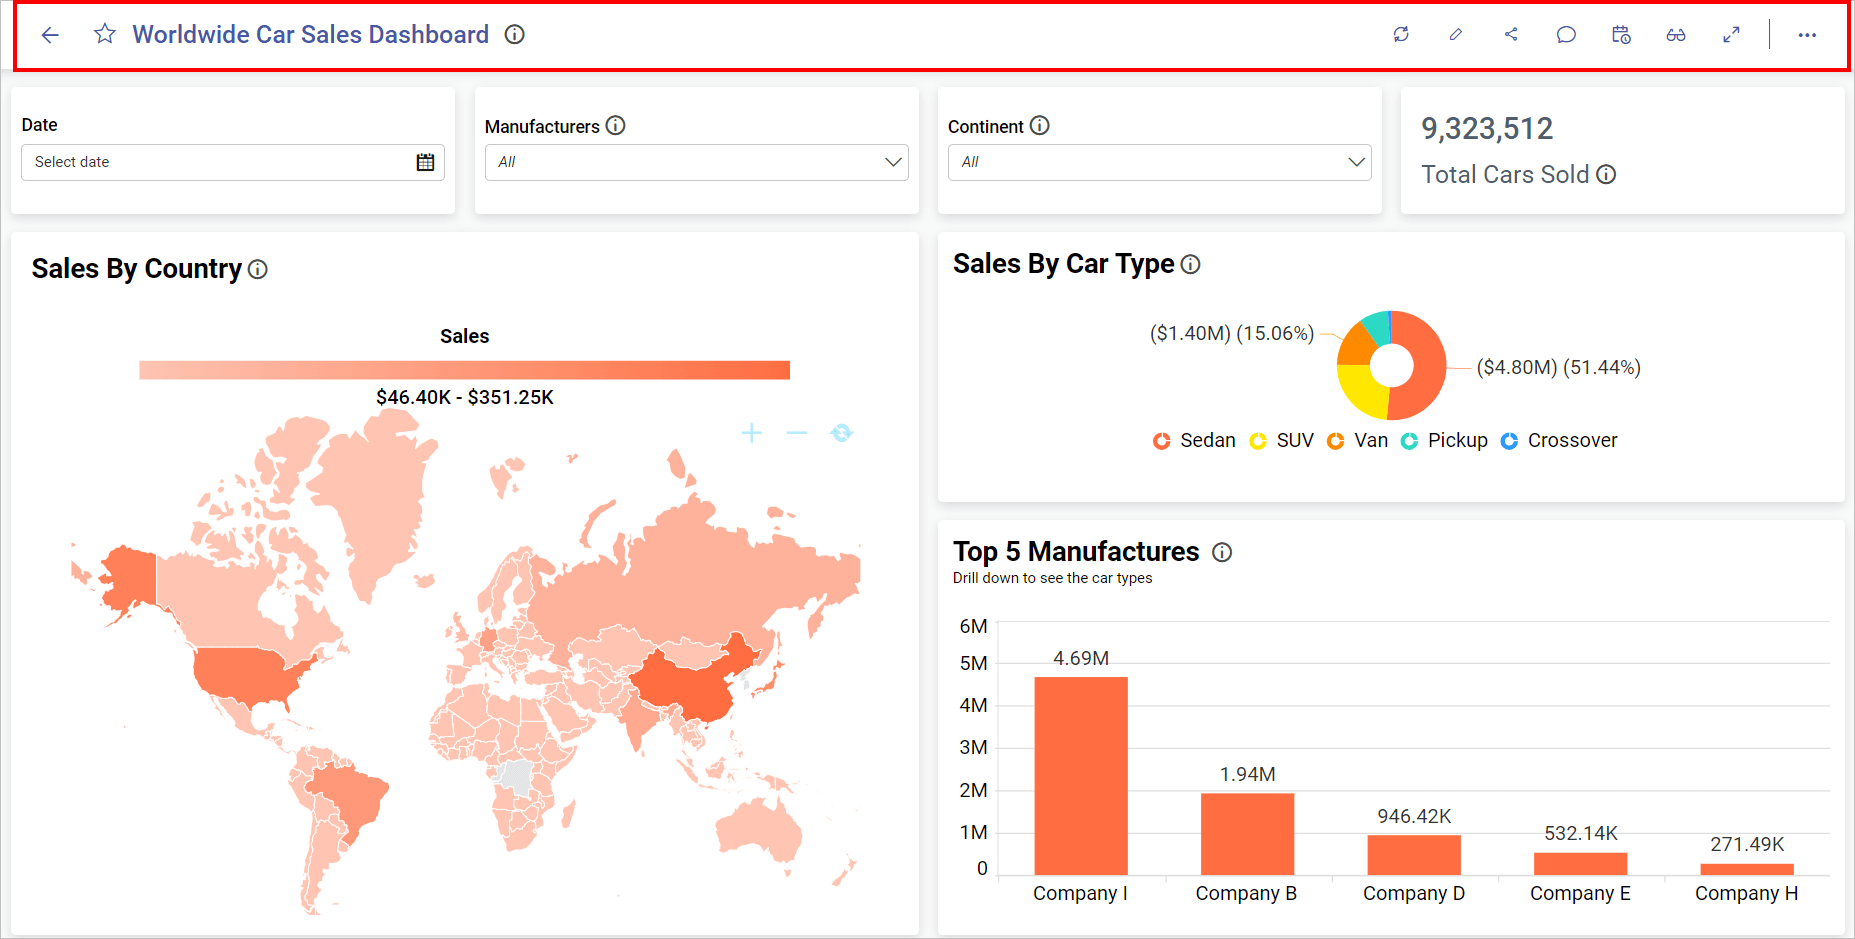 Worldwide Car Sales Dashboard
Date
Select date
Manufacturers
All
Continent
All
9,323,512
Total Cars Sold
Sales By Country
Sales
$46.40K - $351.25K
Sales By Car Type
($1.40M) (15.06%)
($4.80M) (51.44%)
Sedan SUV Van Pickup Crossover
Top 5 Manufactures
Drill down to see the car types
6M
5M
4M
3M
2M
1M
0
4.69M
1.94M
946.42K
532.14K
271.49K
Company I Company B Company D Company E Company H